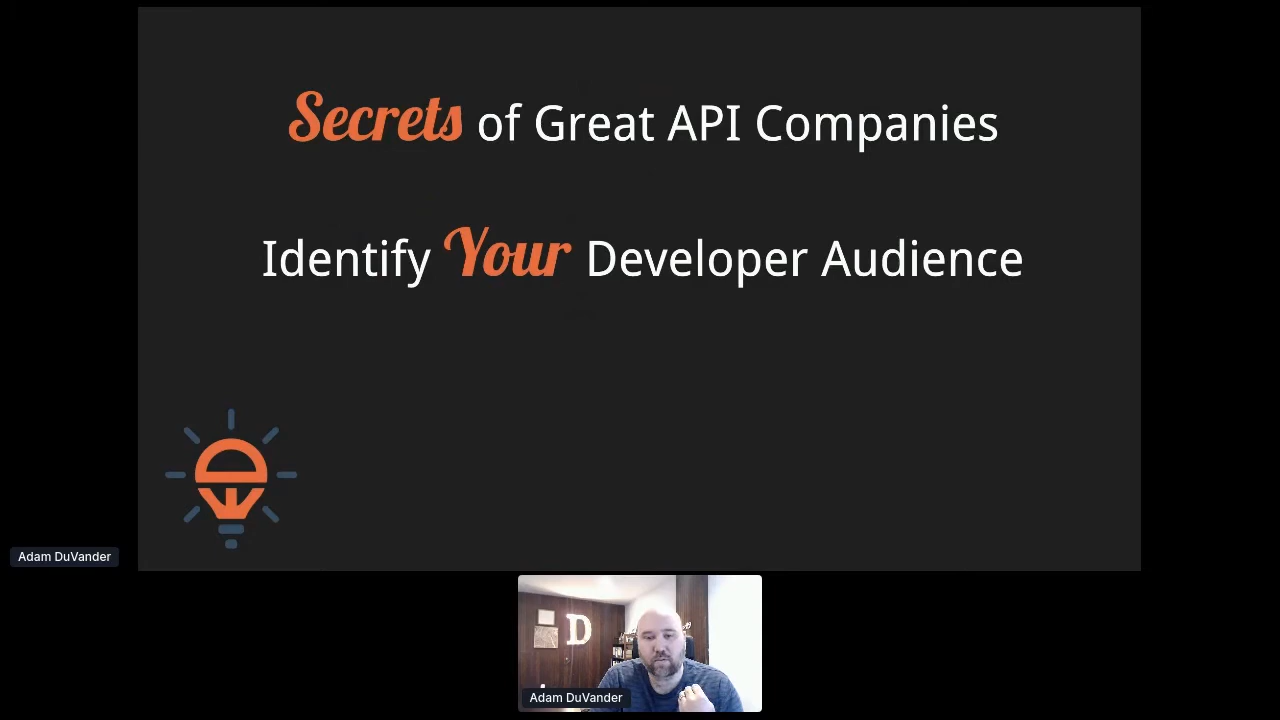 Secrets of Great API Companies
Identify Your Developer Audience
Adam DuVander
D
Adam DuVander